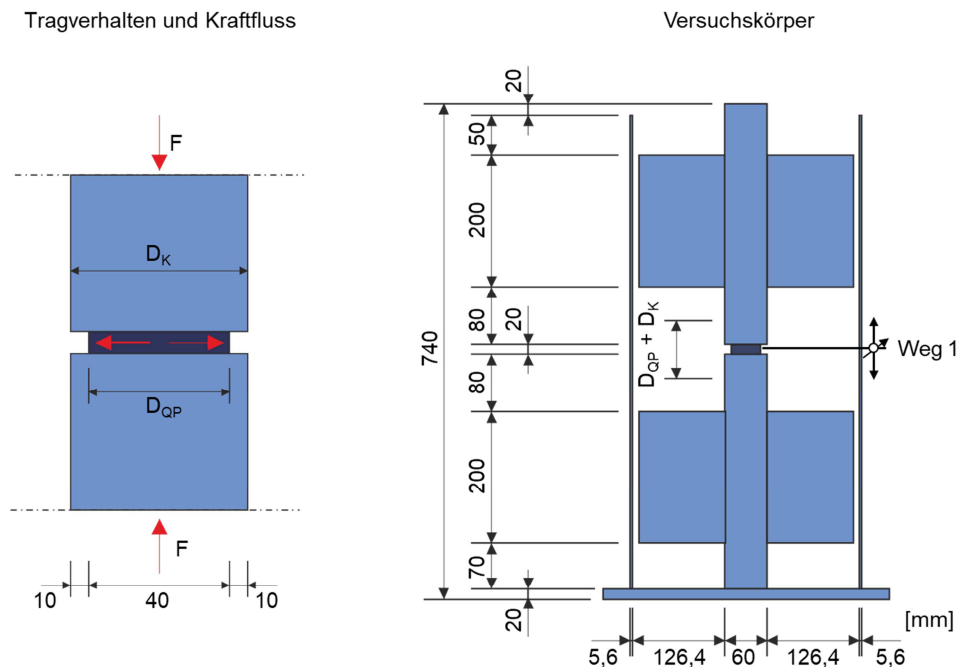 Tragverhalten und Kraftfluss
Versuchskörper
F
D_K
D_QP
F
10
40
10
20
50
200
80
20
740
D_QP + D_K
Weg 1
80
200
70
20
[mm]
5,6
126,4
60
126,4
5,6